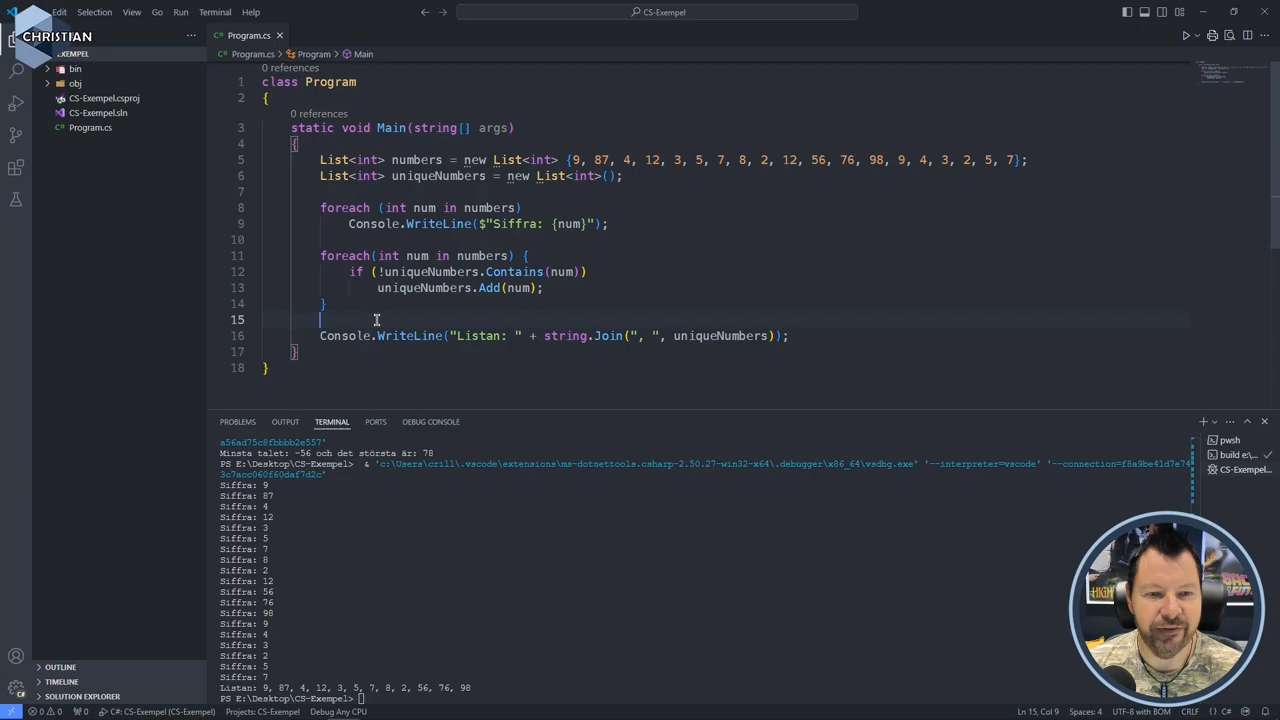 Edit Selection View Go Run Terminal Help
CS-Exempel
CHRISTIAN
EXEMPEL
bin
obj
CS-Exempel.csproj
CS-Exempel.sln
Program.cs
OUTLINE
TIMELINE
SOLUTION EXPLORER
Program.cs
Program.cs > Program > Main
0 references
1 class Program
2 {
0 references
3 static void Main(string[] args)
4 {
5 List<int> numbers = new List<int> {9, 87, 4, 12, 3, 5, 7, 8, 2, 12, 56, 76, 98, 9, 4, 3, 2, 5, 7};
6 List<int> uniqueNumbers = new List<int>();
7
8 foreach (int num in numbers)
9 Console.WriteLine($"Siffra: {num}");
10
11 foreach(int num in numbers) {
12 if (!uniqueNumbers.Contains(num))
13 uniqueNumbers.Add(num);
14 }
15
16 Console.WriteLine("Listan: " + string.Join(", ", uniqueNumbers));
17 }
18 }
PROBLEMS OUTPUT TERMINAL PORTS DEBUG CONSOLE
a56ad75c8fbbbb2e557'
Minsta talet: -56 och det största är: 78
PS E:\Desktop\CS-Exempel> & 'c:\Users\crill\.vscode\extensions\ms-dotnettools.csharp-2.50.27-win32-x64\.debugger\x86_64\vsdbg.exe' '--interpreter=vscode' '--connection=f8a9be41d7e74
3c7acc060f60daf7d2c'
Siffra: 9
Siffra: 87
Siffra: 4
Siffra: 12
Siffra: 3
Siffra: 5
Siffra: 7
Siffra: 8
Siffra: 2
Siffra: 12
Siffra: 56
Siffra: 76
Siffra: 98
Siffra: 9
Siffra: 4
Siffra: 3
Siffra: 2
Siffra: 5
Siffra: 7
Listan: 9, 87, 4, 12, 3, 5, 7, 8, 2, 56, 76, 98
PS E:\Desktop\CS-Exempel>
pwsh
build e:\...
CS-Exempel...
0 0 0 C#: CS-Exempel (CS-Exempel) Projects: CS-Exempel Debug Any CPU
Ln 15, Col 9 Spaces: 4 UTF-8 with BOM CRLF C#